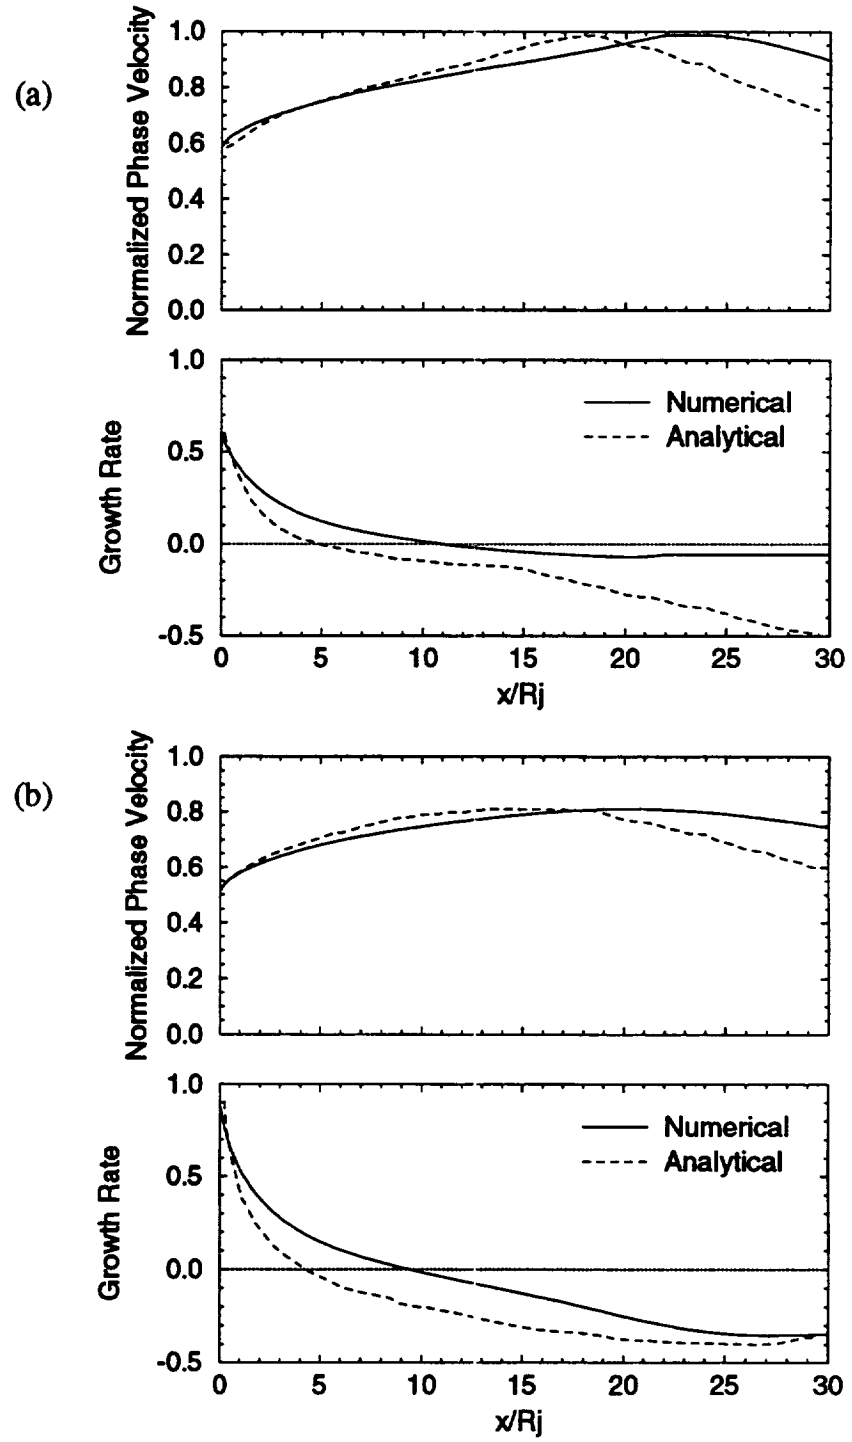 (a)
Normalized Phase Velocity
1.0
0.8
0.6
0.4
0.2
0.0
Growth Rate
1.0
0.5
0.0
-0.5
Numerical
Analytical
0 5 10 15 20 25 30
x/Rj
(b)
Normalized Phase Velocity
1.0
0.8
0.6
0.4
0.2
0.0
Growth Rate
1.0
0.5
0.0
-0.5
Numerical
Analytical
0 5 10 15 20 25 30
x/Rj